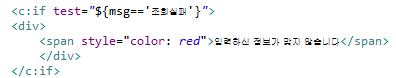 <c:if test="${msg=='조회실패'}">
<div>
<span style="color: red">입력하신 정보가 맞지 않습니다</span>
</div>
</c:if>